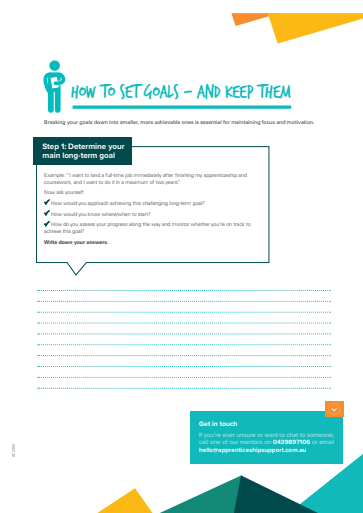 HOW TO SET GOALS – AND KEEP THEM
Breaking your goals down into smaller, more achievable ones is essential for maintaining focus and motivation.
Step 1: Determine your
main long-term goal
Example: "I want to land a full-time job immediately after finishing my apprenticeship and
coursework, and I want to do it in a maximum of two years."
Now ask yourself:
How would you approach achieving this challenging long-term goal?
How would you know where/when to start?
How do you assess your progress along the way and monitor whether you're on track to
achieve this goal?
Write down your answers.
Get in touch
If you're ever unsure or want to chat to someone,
call one of our mentors on 0439897106 or email
hello@apprenticeshipsupport.com.au